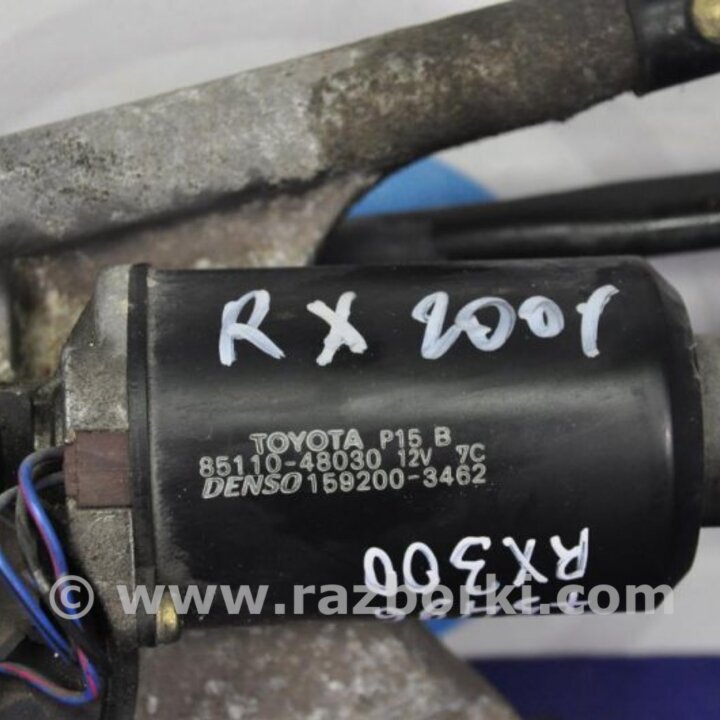 RX 2001
TOYOTA P15 B
85110-48030 12V 7C
DENSO 159200-3462
RX300
© www.razborki.com